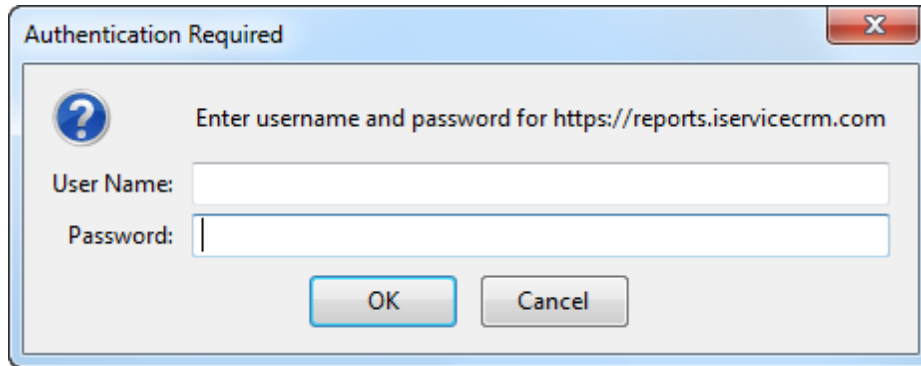 Authentication Required
Enter username and password for https://reports.iservicecrm.com
User Name:
Password:
OK Cancel